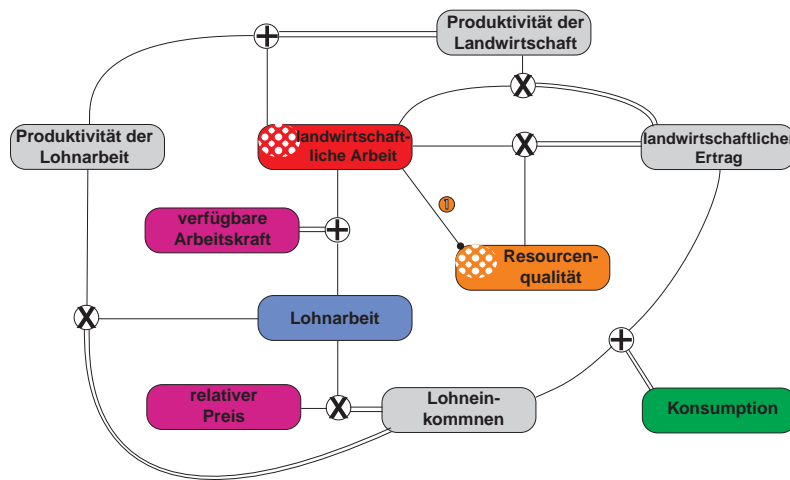 Produktivität der
Landwirtschaft
+
X
Produktivität der
Lohnarbeit
landwirtschaft-
liche Arbeit
X
landwirtschaftlicher
Ertrag
1
verfügbare
Arbeitskraft
+
Resourcen-
qualität
X
Lohnarbeit
+
relativer
Preis
X
Lohnein-
kommnen
Konsumption